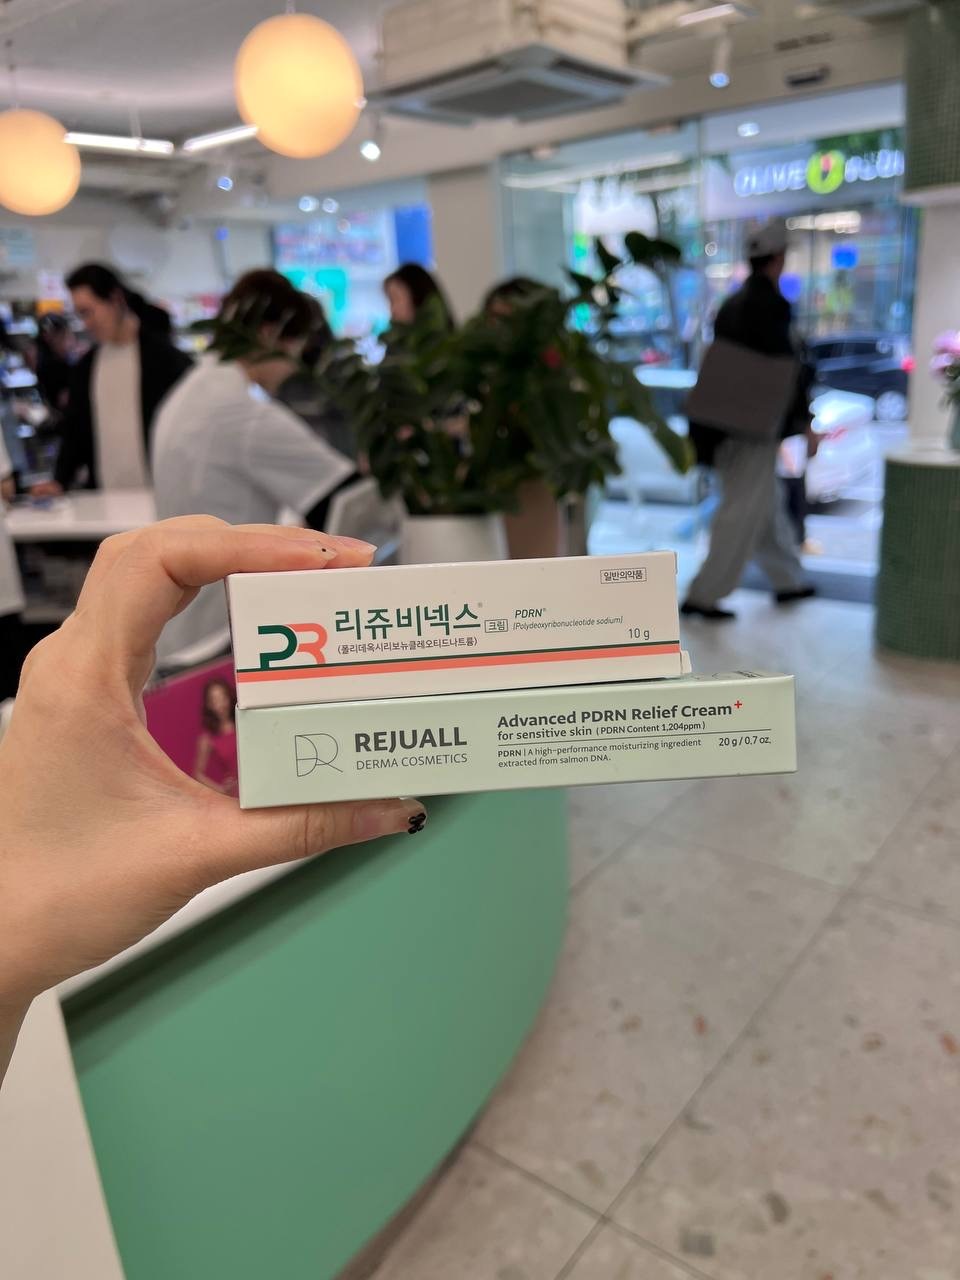 OLIVE
일반의약품
리쥬비넥스®
크림
PDRN®
[Polydeoxyribonucleotide sodium]
(폴리데옥시리보뉴클레오티드나트륨)
10 g
PR
DR
REJUALL
DERMA COSMETICS
Advanced PDRN Relief Cream+
for sensitive skin ( PDRN Content 1,204ppm )
PDRN | A high-performance moisturizing ingredient
extracted from salmon DNA.
20 g / 0.7 oz.